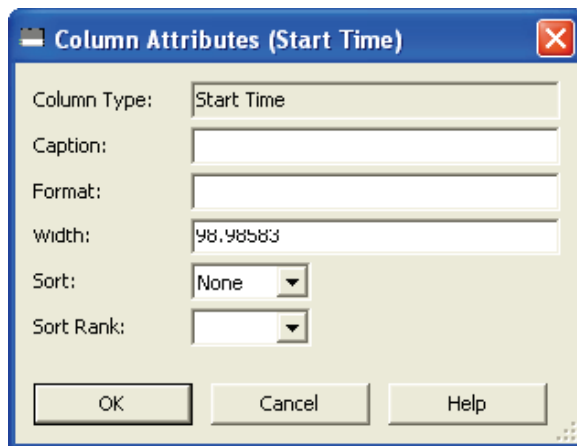 Column Attributes (Start Time)
Column Type: Start Time
Caption:
Format:
Width: 98.98583
Sort: None
Sort Rank:
OK Cancel Help